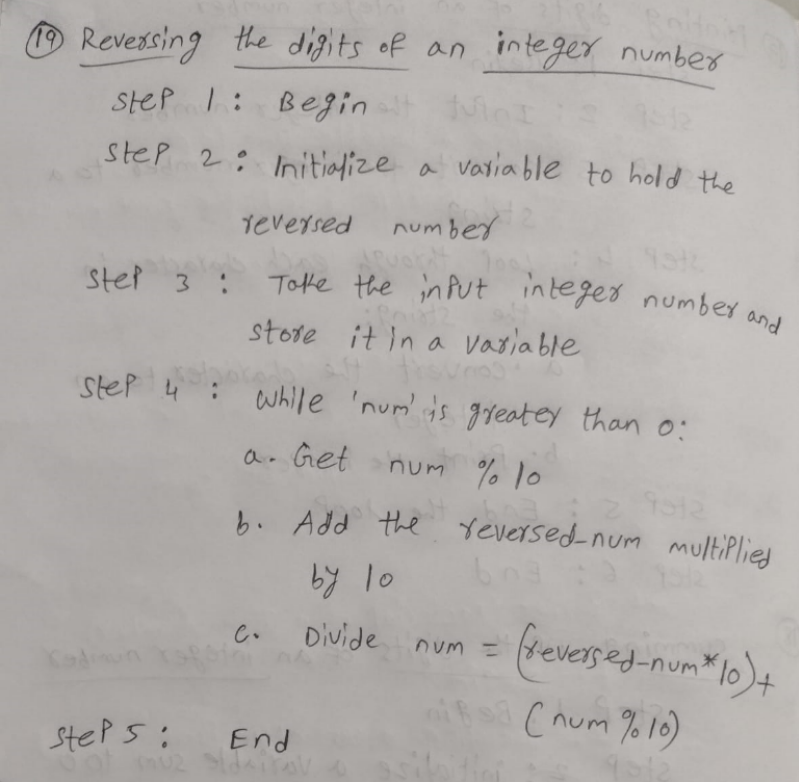 19 Reversing the digits of an integer number
Step 1 : Begin
Step 2 : Initialize a variable to hold the
reversed number
Step 3 : Take the input integer number and
store it in a variable
Step 4 : while 'num' is greater than 0:
a. Get num % 10
b. Add the reversed_num multiplied
by 10
c. Divide num = (reversed_num*10)+
(num % 10)
Step 5 : End